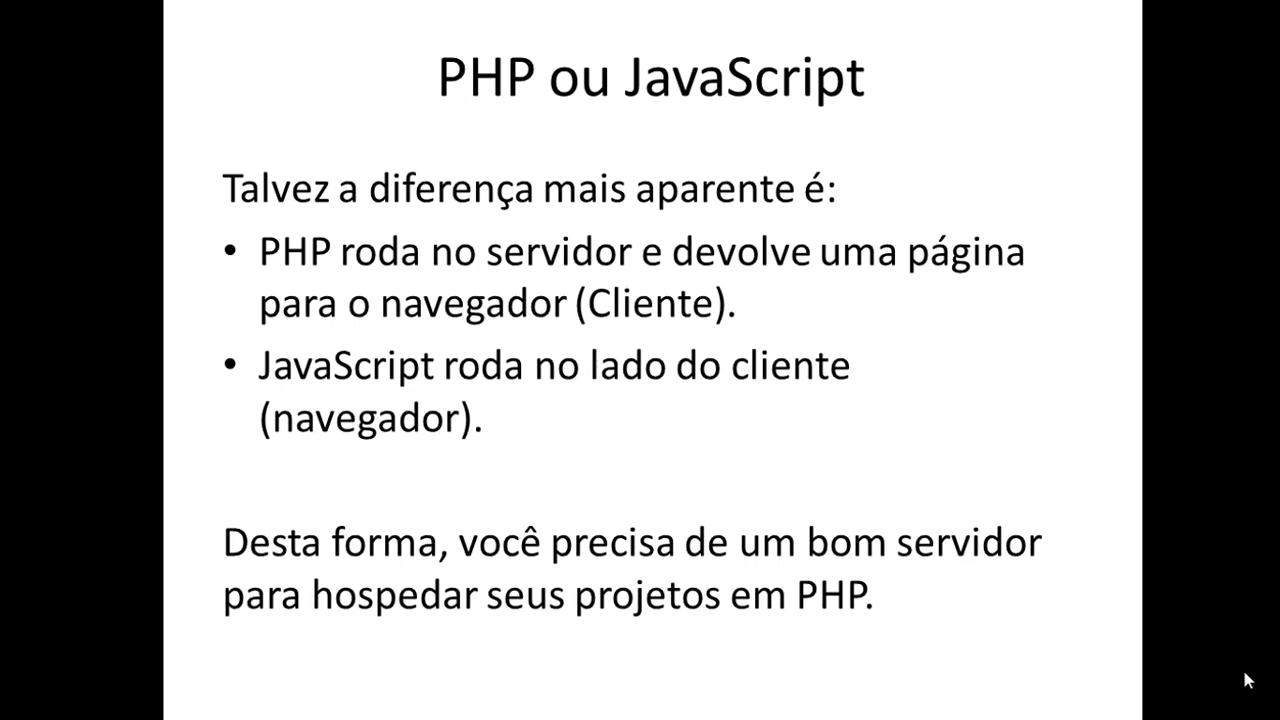 PHP ou JavaScript
Talvez a diferença mais aparente é:
• PHP roda no servidor e devolve uma página
para o navegador (Cliente).
• JavaScript roda no lado do cliente
(navegador).
Desta forma, você precisa de um bom servidor
para hospedar seus projetos em PHP.